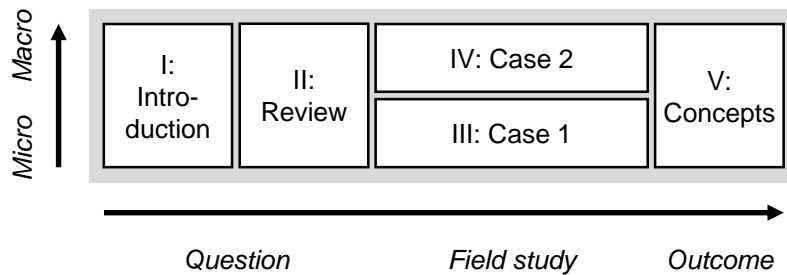 Macro
Micro
I:
Intro-
duction
II:
Review
IV: Case 2
III: Case 1
V:
Concepts
Question
Field study
Outcome